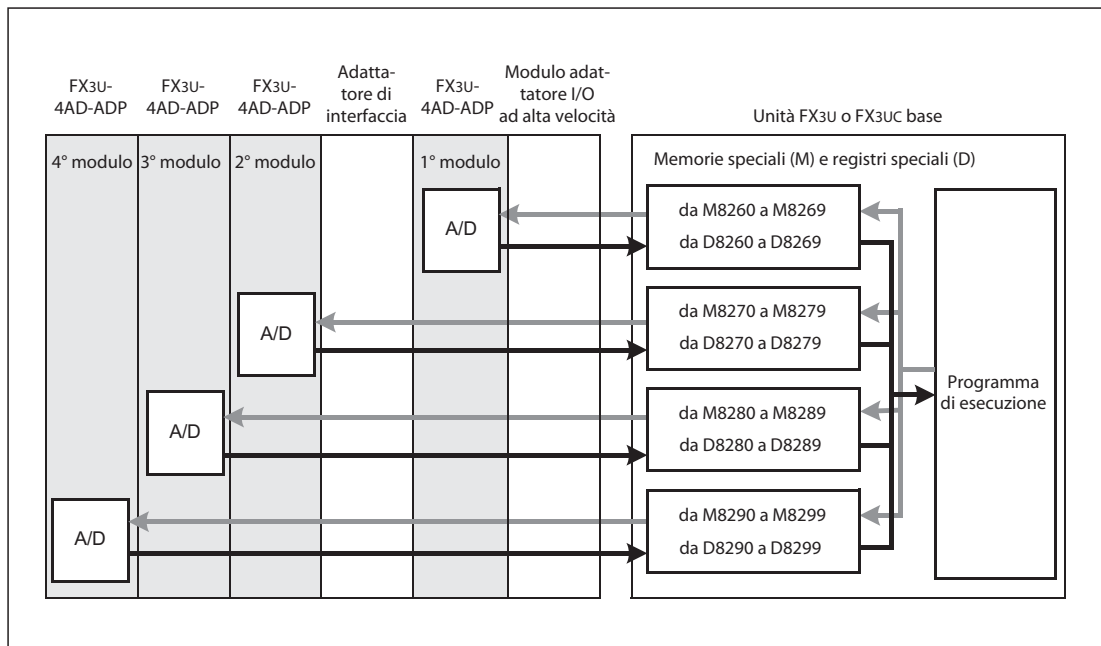 FX3U-
4AD-ADP
FX3U-
4AD-ADP
FX3U-
4AD-ADP
Adatta-
tore di
interfaccia
FX3U-
4AD-ADP
Modulo adat-
tatore I/O
ad alta velocità
Unità FX3U o FX3UC base
4° modulo
3° modulo
2° modulo
1° modulo
Memorie speciali (M) e registri speciali (D)
A/D
da M8260 a M8269
da D8260 a D8269
A/D
da M8270 a M8279
da D8270 a D8279
A/D
da M8280 a M8289
da D8280 a D8289
A/D
da M8290 a M8299
da D8290 a D8299
Programma
di esecuzione